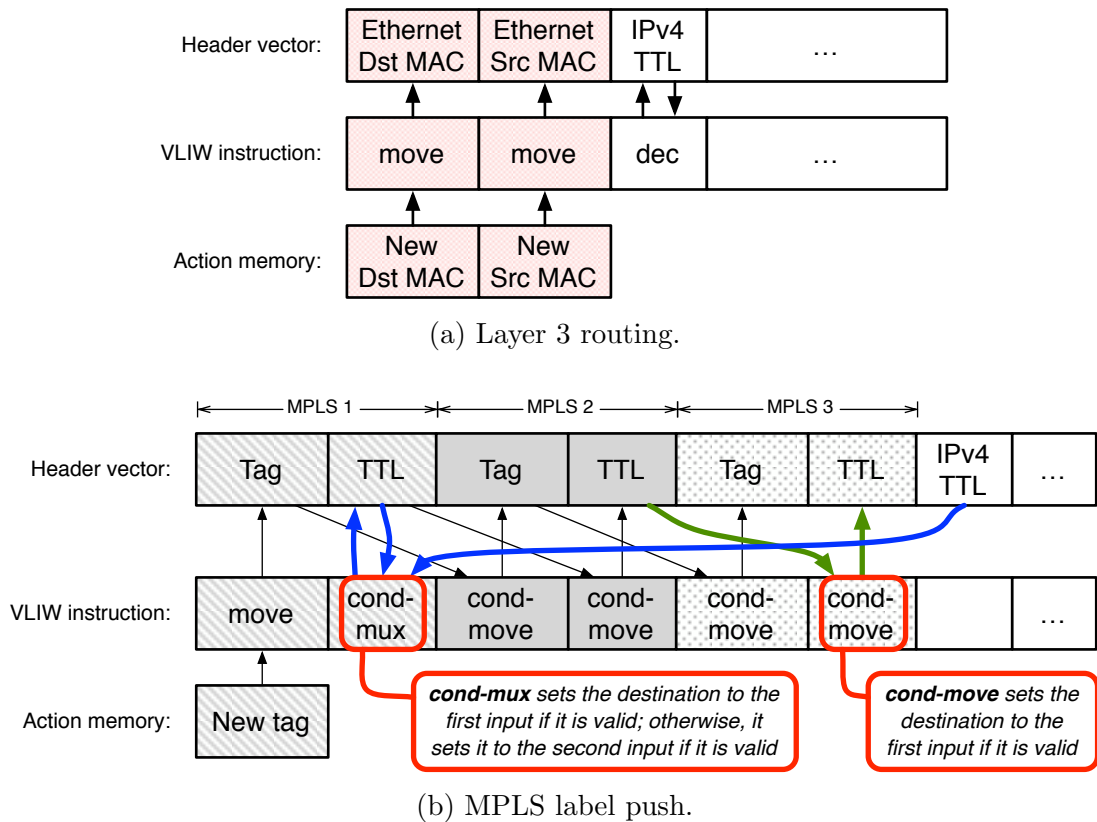 Header vector:
Ethernet Dst MAC
Ethernet Src MAC
IPv4 TTL
...
VLIW instruction:
move
move
dec
...
Action memory:
New Dst MAC
New Src MAC
(a) Layer 3 routing.
MPLS 1
MPLS 2
MPLS 3
Header vector:
Tag
TTL
Tag
TTL
Tag
TTL
IPv4 TTL
...
VLIW instruction:
move
cond-
mux
cond-
move
cond-
move
cond-
move
cond-
move
...
Action memory:
New tag
cond-mux sets the destination to the
first input if it is valid; otherwise, it
sets it to the second input if it is valid
cond-move sets the
destination to the
first input if it is valid
(b) MPLS label push.